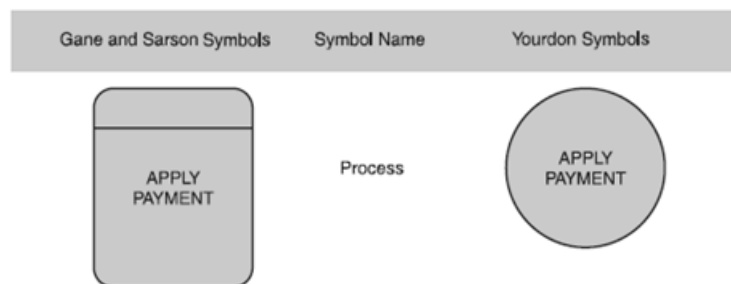 Gane and Sarson Symbols Symbol Name Yourdon Symbols
APPLY
PAYMENT
Process
APPLY
PAYMENT